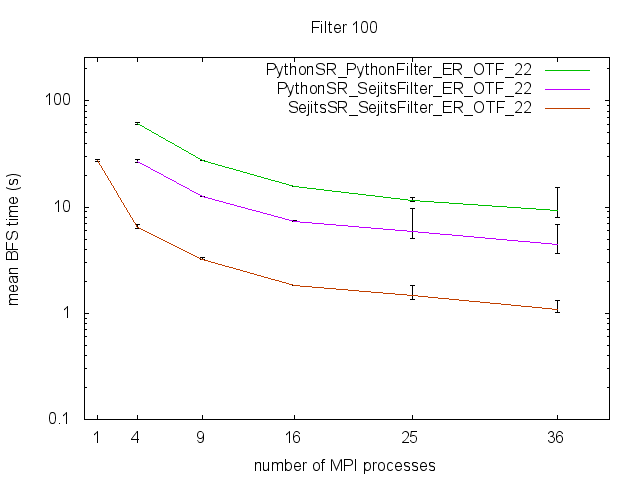 Filter 100
PythonSR_PythonFilter_ER_OTF_22
PythonSR_SejitsFilter_ER_OTF_22
SejitsSR_SejitsFilter_ER_OTF_22
100
10
1
0.1
mean BFS time (s)
1 4 9 16 25 36
number of MPI processes